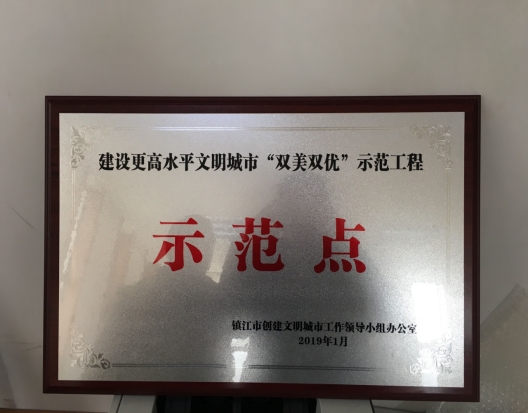 建设更高水平文明城市“双美双优”示范工程
示范点
镇江市创建文明城市工作领导小组办公室
2019年1月